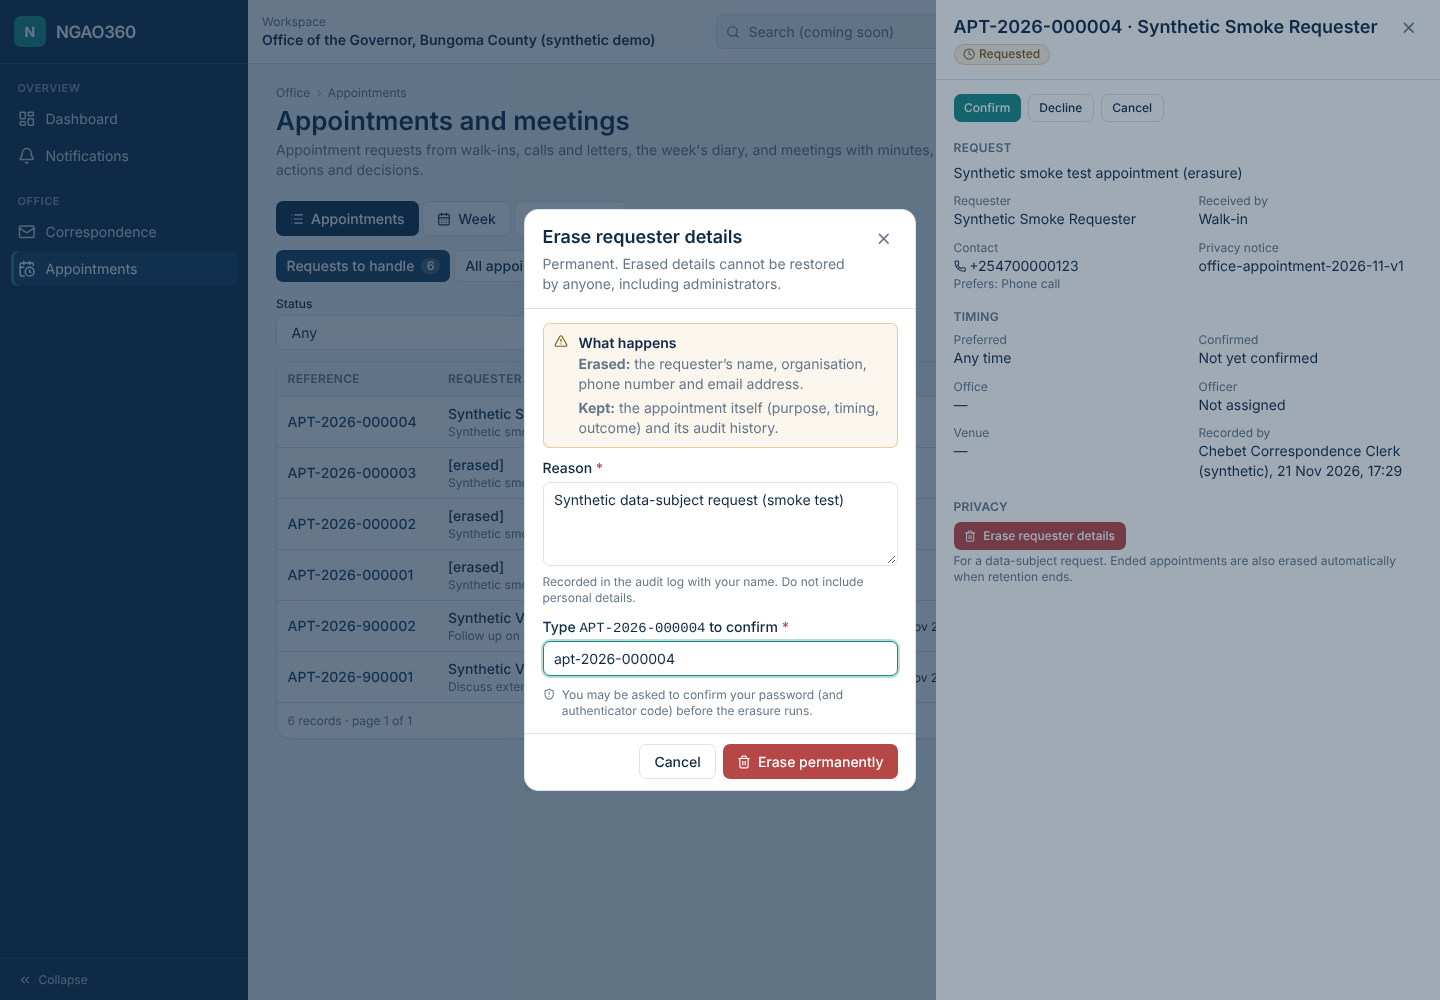 N NGAO360
OVERVIEW
Dashboard
Notifications
OFFICE
Correspondence
Appointments
Collapse
Workspace
Office of the Governor, Bungoma County (synthetic demo)
Search (coming soon)
Office › Appointments
Appointments and meetings
Appointment requests from walk-ins, calls and letters, the week's diary, and meetings with minutes,
actions and decisions.
Appointments Week
Requests to handle 6 All appoi
Status
Any
REFERENCE REQUESTER
APT-2026-000004 Synthetic S
Synthetic smo
APT-2026-000003 [erased]
Synthetic smo
APT-2026-000002 [erased]
Synthetic smo
APT-2026-000001 [erased]
Synthetic smo
APT-2026-900002 Synthetic V
Follow up on
APT-2026-900001 Synthetic V
Discuss exter
6 records · page 1 of 1
Erase requester details
Permanent. Erased details cannot be restored
by anyone, including administrators.
What happens
Erased: the requester’s name, organisation,
phone number and email address.
Kept: the appointment itself (purpose, timing,
outcome) and its audit history.
Reason *
Synthetic data-subject request (smoke test)
Recorded in the audit log with your name. Do not include
personal details.
Type APT-2026-000004 to confirm *
apt-2026-000004
You may be asked to confirm your password (and
authenticator code) before the erasure runs.
Cancel Erase permanently
APT-2026-000004 · Synthetic Smoke Requester
Requested
Confirm Decline Cancel
REQUEST
Synthetic smoke test appointment (erasure)
Requester Received by
Synthetic Smoke Requester Walk-in
Contact Privacy notice
+254700000123 office-appointment-2026-11-v1
Prefers: Phone call
TIMING
Preferred Confirmed
Any time Not yet confirmed
Office Officer
— Not assigned
Venue Recorded by
— Chebet Correspondence Clerk
(synthetic), 21 Nov 2026, 17:29
PRIVACY
Erase requester details
For a data-subject request. Ended appointments are also erased automatically
when retention ends.